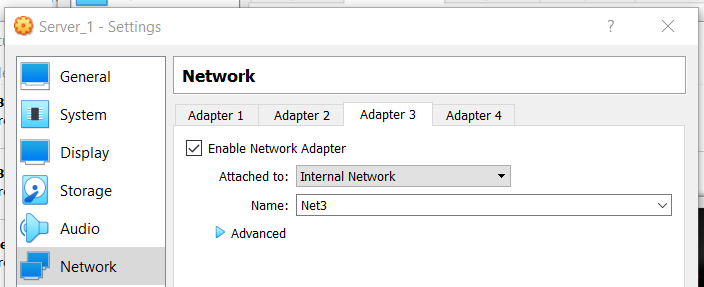 Server_1 - Settings
?
General
System
Display
Storage
Audio
Network
Network
Adapter 1
Adapter 2
Adapter 3
Adapter 4
Enable Network Adapter
Attached to: Internal Network
Name: Net3
Advanced